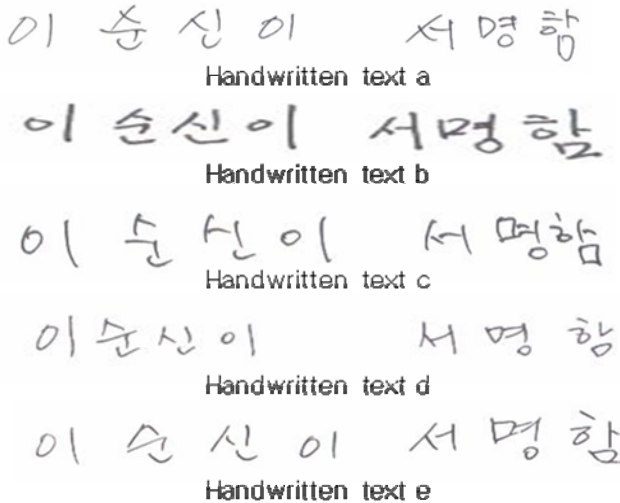 이 순 신 이 서 명 함
Handwritten text a
이 순 신 이 서 명 함
Handwritten text b
이 순 신 이 서 명 함
Handwritten text c
이 순 신 이 서 명 함
Handwritten text d
이 순 신 이 서 명 함
Handwritten text e